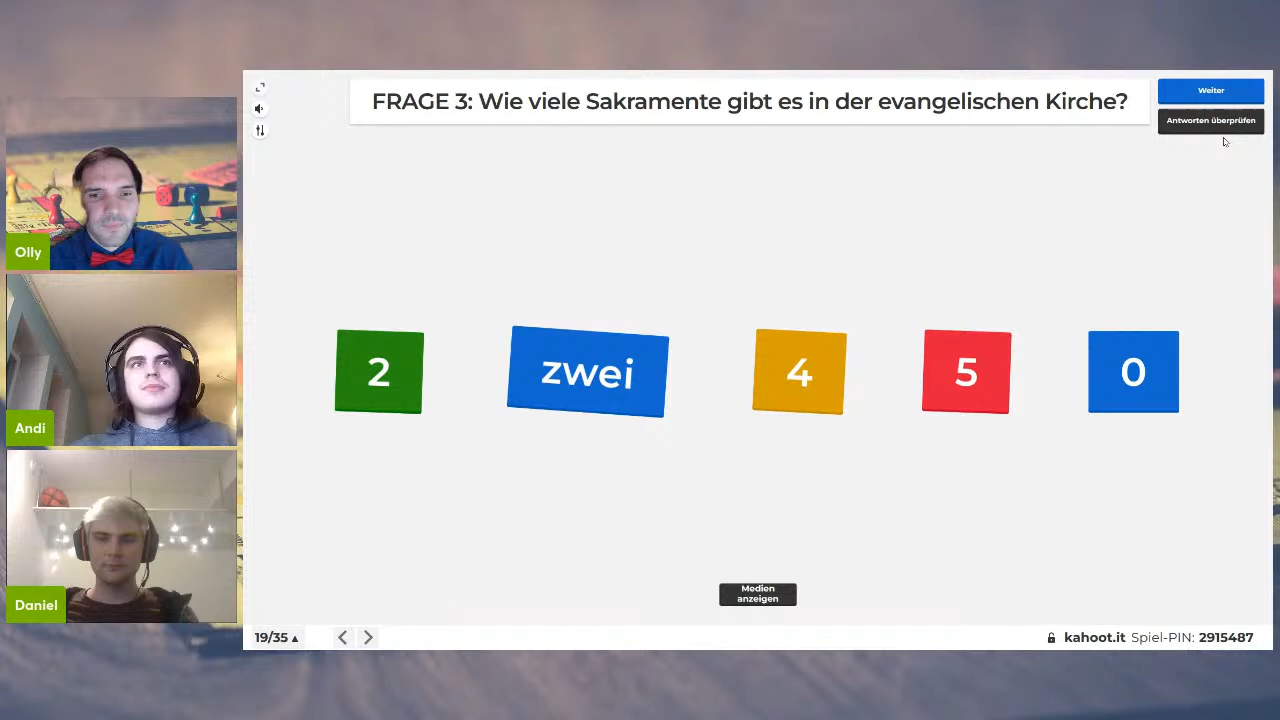 FRAGE 3: Wie viele Sakramente gibt es in der evangelischen Kirche?
Weiter
Antworten überprüfen
Olly
Andi
Daniel
2
zwei
4
5
0
Medien
anzeigen
19/35 ▲
kahoot.it Spiel-PIN: 2915487